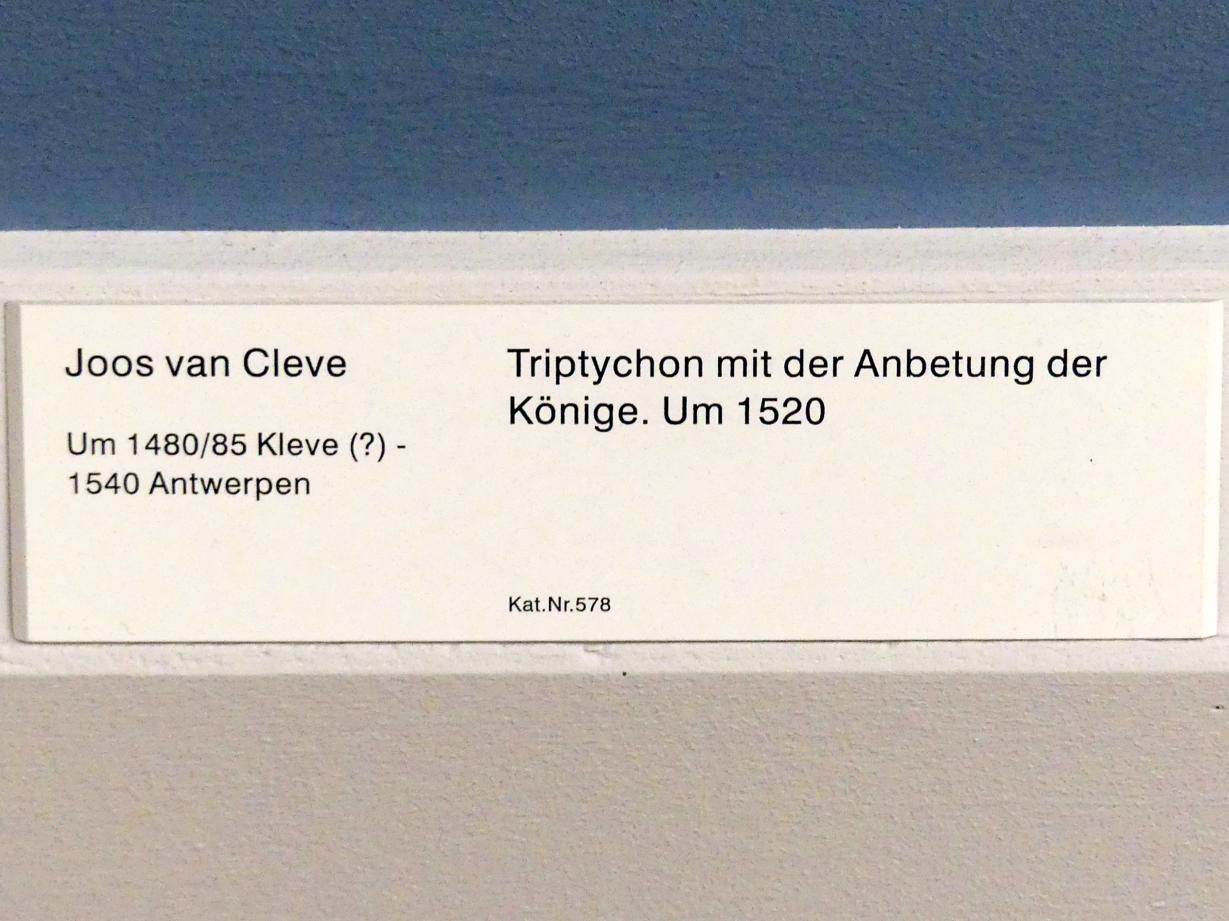 Joos van Cleve
Um 1480/85 Kleve (?) -
1540 Antwerpen
Triptychon mit der Anbetung der
Könige. Um 1520
Kat.Nr.578